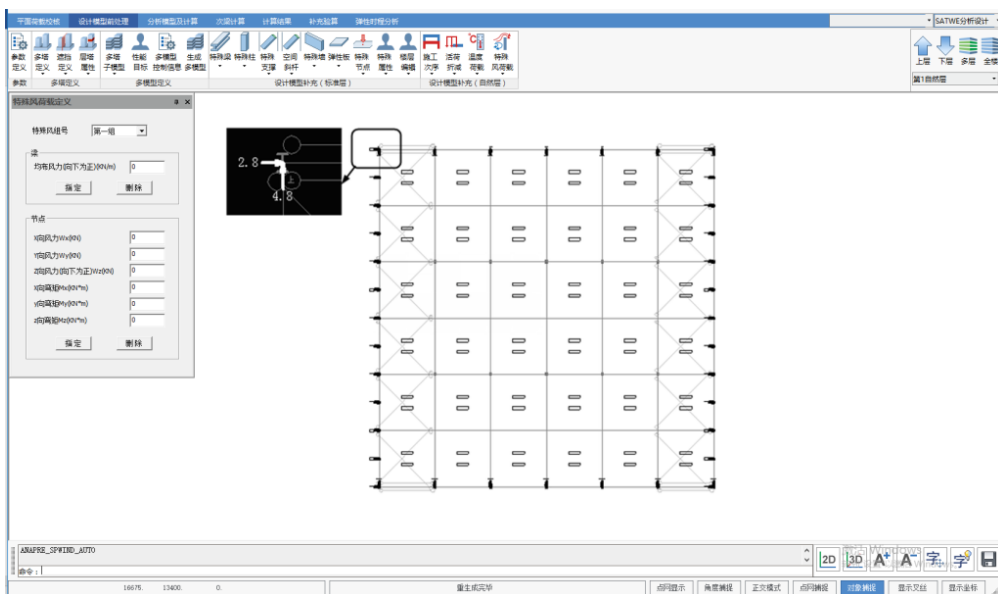 平面荷载校核 设计模型前处理 分析模型及计算 次梁计算 计算结果 补充验算 弹性时程分析 SATWE分析设计
参数 多塔 遮挡 层塔 多塔 性能 多模型 生成 特殊梁 特殊柱 特殊 空间 特殊墙 弹性板 特殊 特殊 楼层 施工 活荷 温度 特殊
定义 定义 定义 属性 子模型 目标 控制信息 多模型 支撑 斜杆 节点 属性 编辑 次序 折减 荷载 风荷载
上层 下层 多层 全楼
参数 多塔定义 多模型定义 设计模型补充(标准层) 设计模型补充(自然层) 第1自然层
特殊风荷载定义
特殊风组号 第一组
梁
均布风力(向下为正)(KN/m) 0
指定 删除
节点
X向风力Wx(KN) 0
Y向风力Wy(KN) 0
Z向风力(向下为正)Wz(KN) 0
X向弯矩Mx(KN*m) 0
y向弯矩My(KN*m) 0
z向弯矩Mz(KN*m) 0
指定 删除
2.8
上
4.8
ANAPRE_SPWIND_AUTO
命令:
2D 3D A+ A- 字 字
16675. 13400. 0. 重生成完毕 点网显示 角度捕捉 正交模式 点网捕捉 对象捕捉 显示叉丝 显示坐标